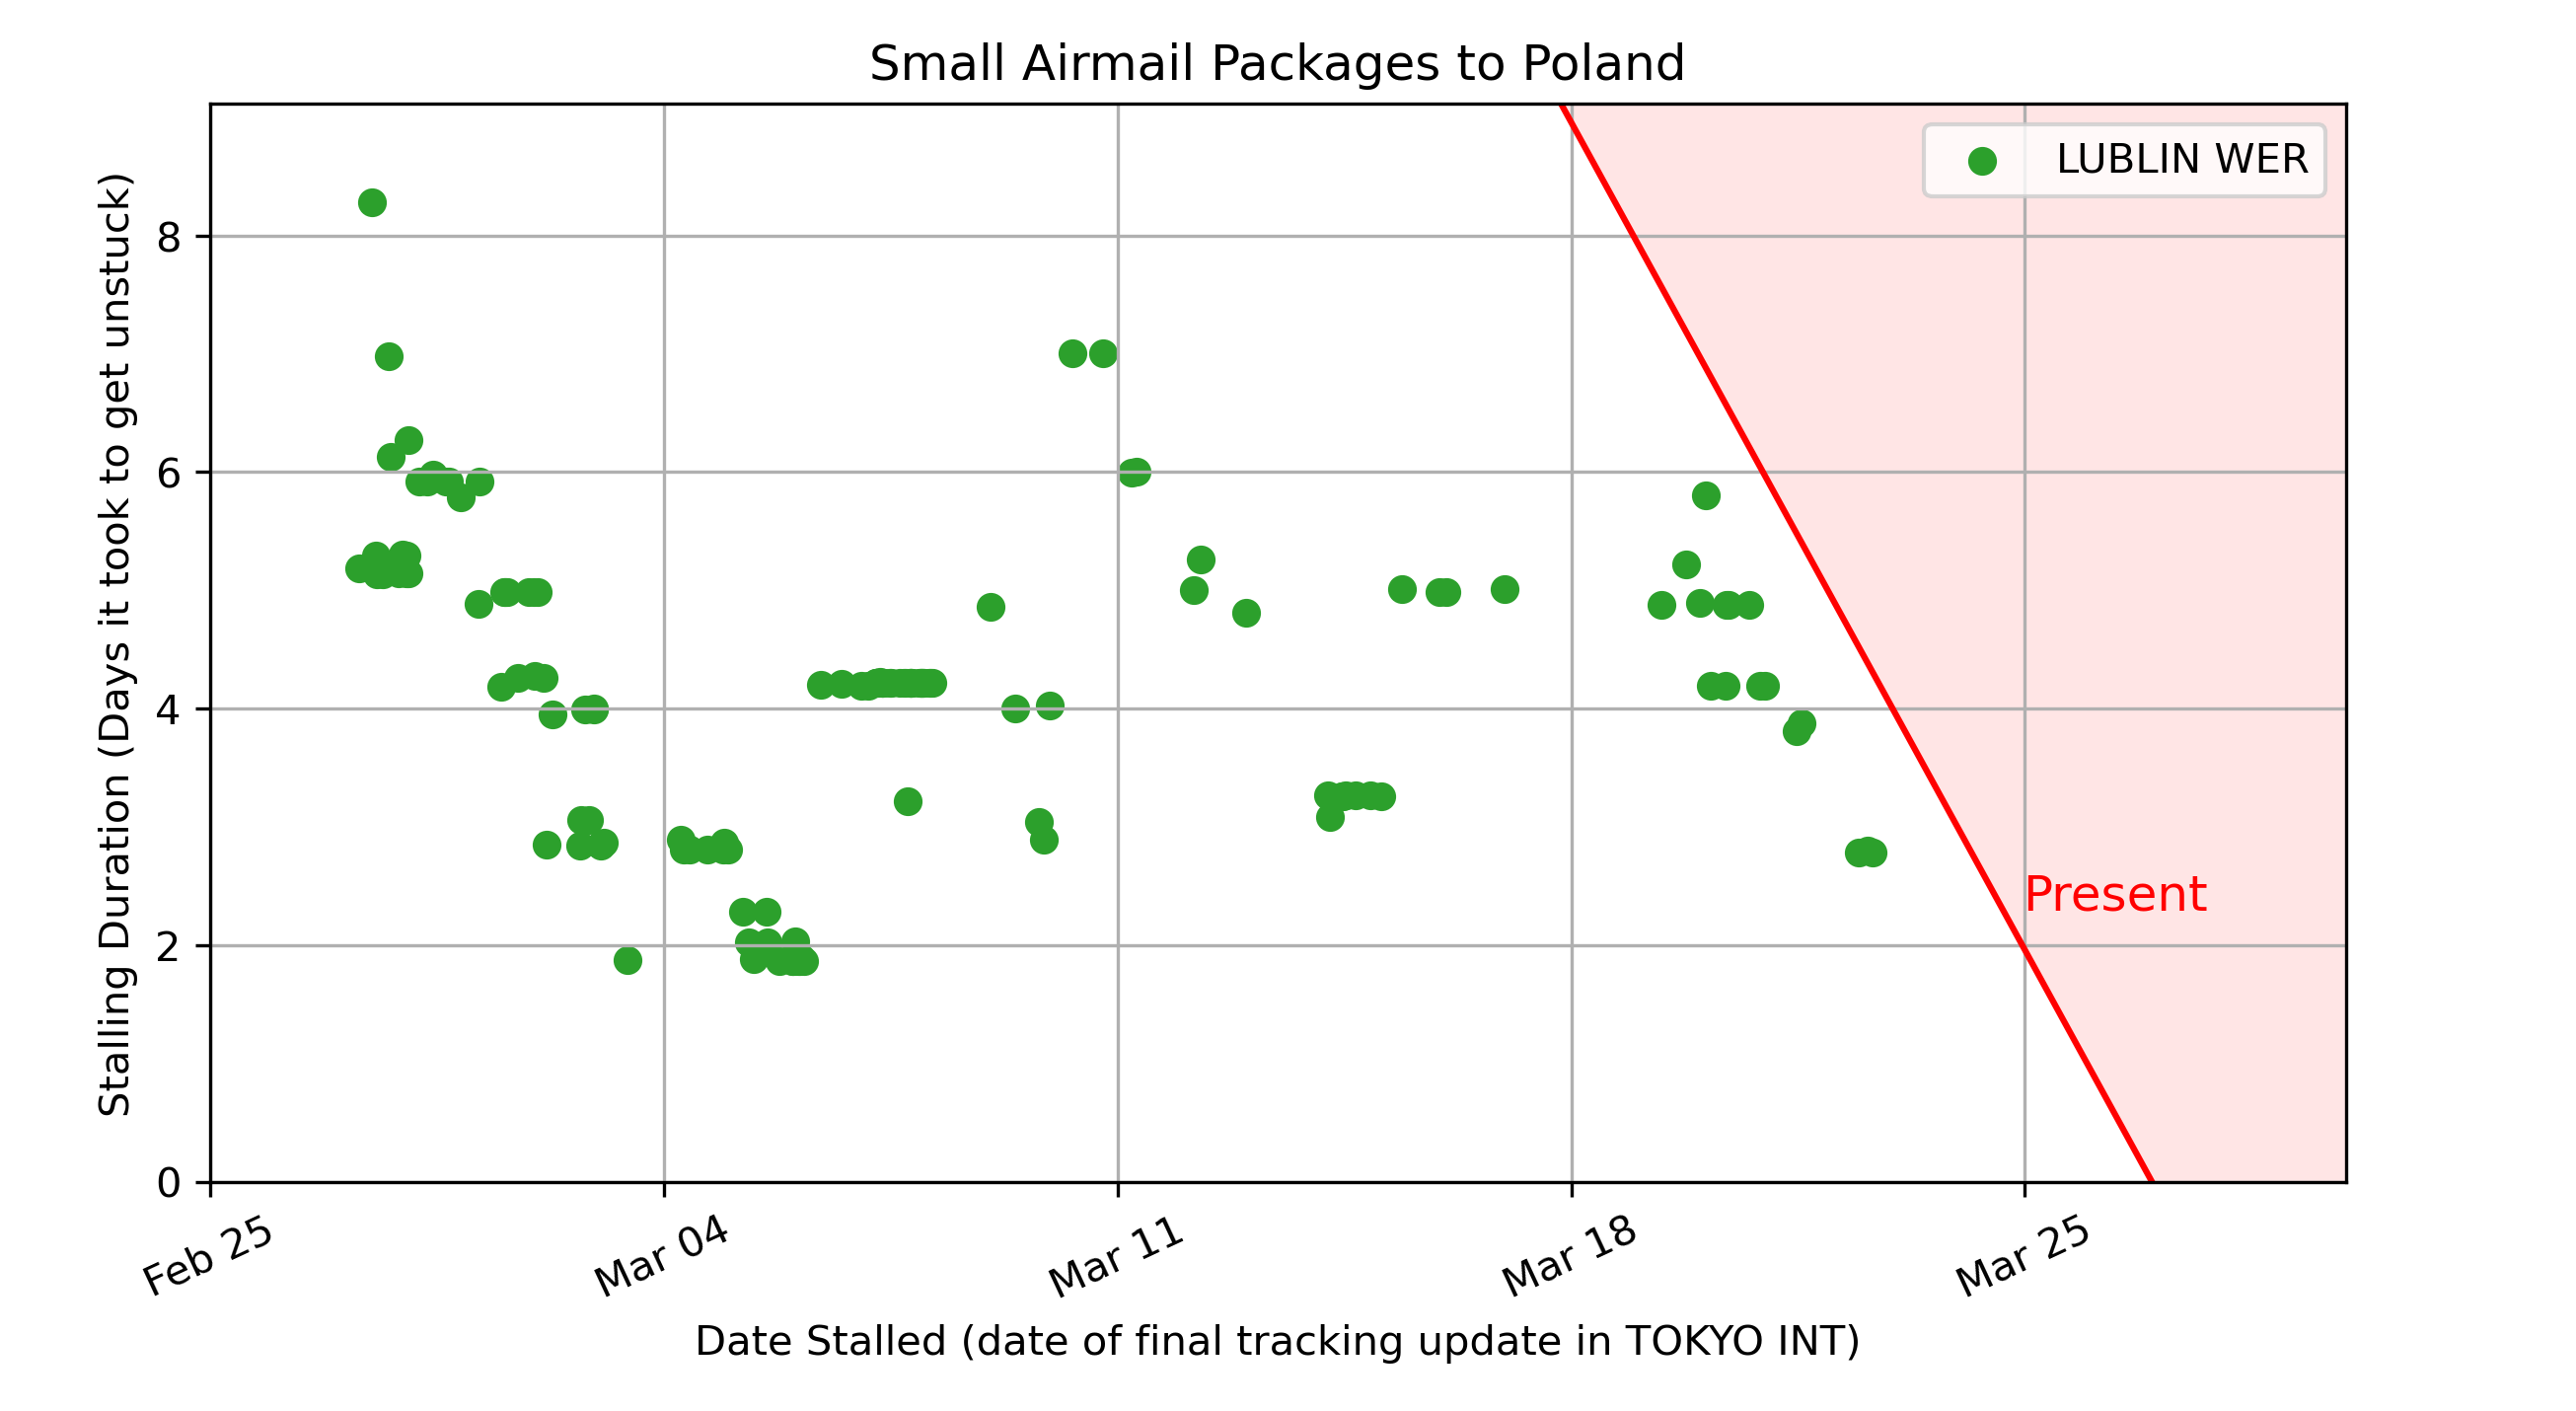 Small Airmail Packages to Poland
LUBLIN WER
Stalling Duration (Days it took to get unstuck)
8
6
4
2
0
Present
Feb 25
Mar 04
Mar 11
Mar 18
Mar 25
Date Stalled (date of final tracking update in TOKYO INT)